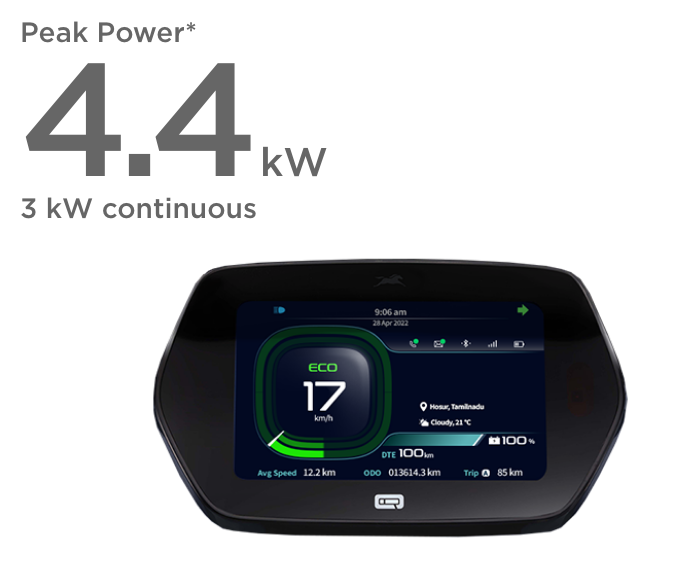 Peak Power*
4.4 kW
3 kW continuous
9:06 am
28 Apr 2022
ECO
17
km/h
Hosur, Tamilnadu
Cloudy, 21 °C
100 %
DTE 100 km
Avg Speed 12.2 km ODO 013614.3 km Trip A 85 km